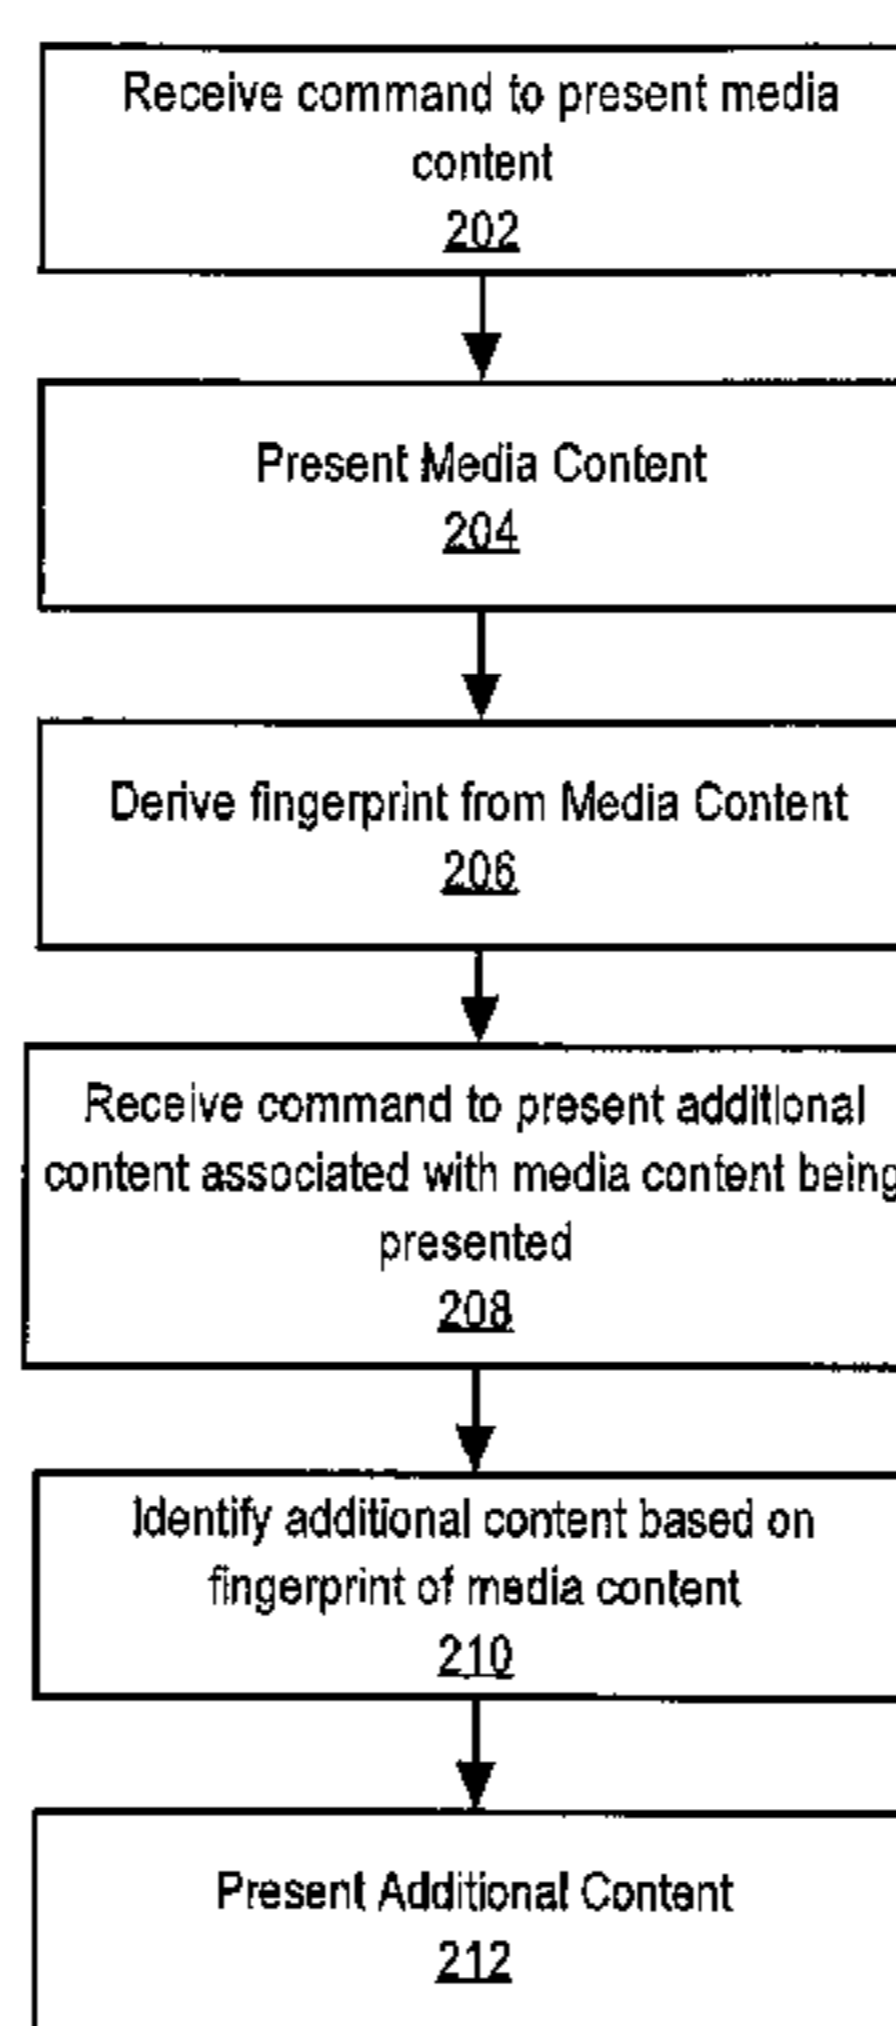 Receive command to present media
content
202
Present Media Content
204
Derive fingerprint from Media Content
206
Receive command to present additional
content associated with media content being
presented
208
Identify additional content based on
fingerprint of media content
210
Present Additional Content
212